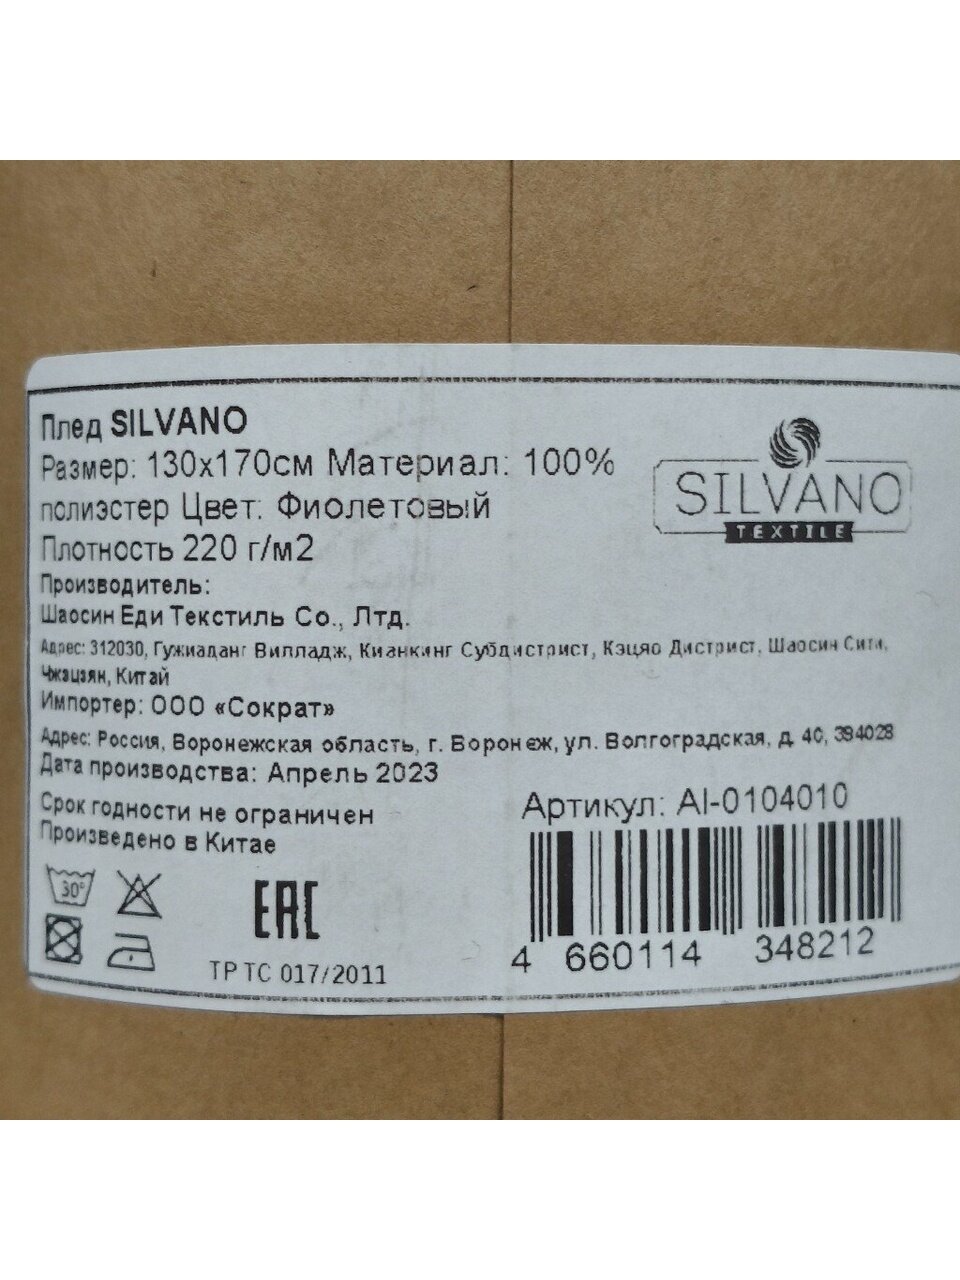 Плед SILVANO
Размер: 130x170см Материал: 100%
полиэстер Цвет: Фиолетовый
Плотность 220 г/м2
Производитель:
Шаосин Еди Текстиль Со., Лтд.
Адрес: 312030, Гужиаданг Вилладж, Кианкинг Субдистрист, Кэцяо Дистрист, Шаосин Сити,
Чжэцзян, Китай
Импортер: ООО «Сократ»
Адрес: Россия, Воронежская область, г. Воронеж, ул. Волгоградская, д. 40, 394028
Дата производства: Апрель 2023
Срок годности не ограничен
Произведено в Китае
30°
EAC
ТР ТС 017/2011
SILVANO
TEXTILE
Артикул: AI-0104010
4 660114 348212